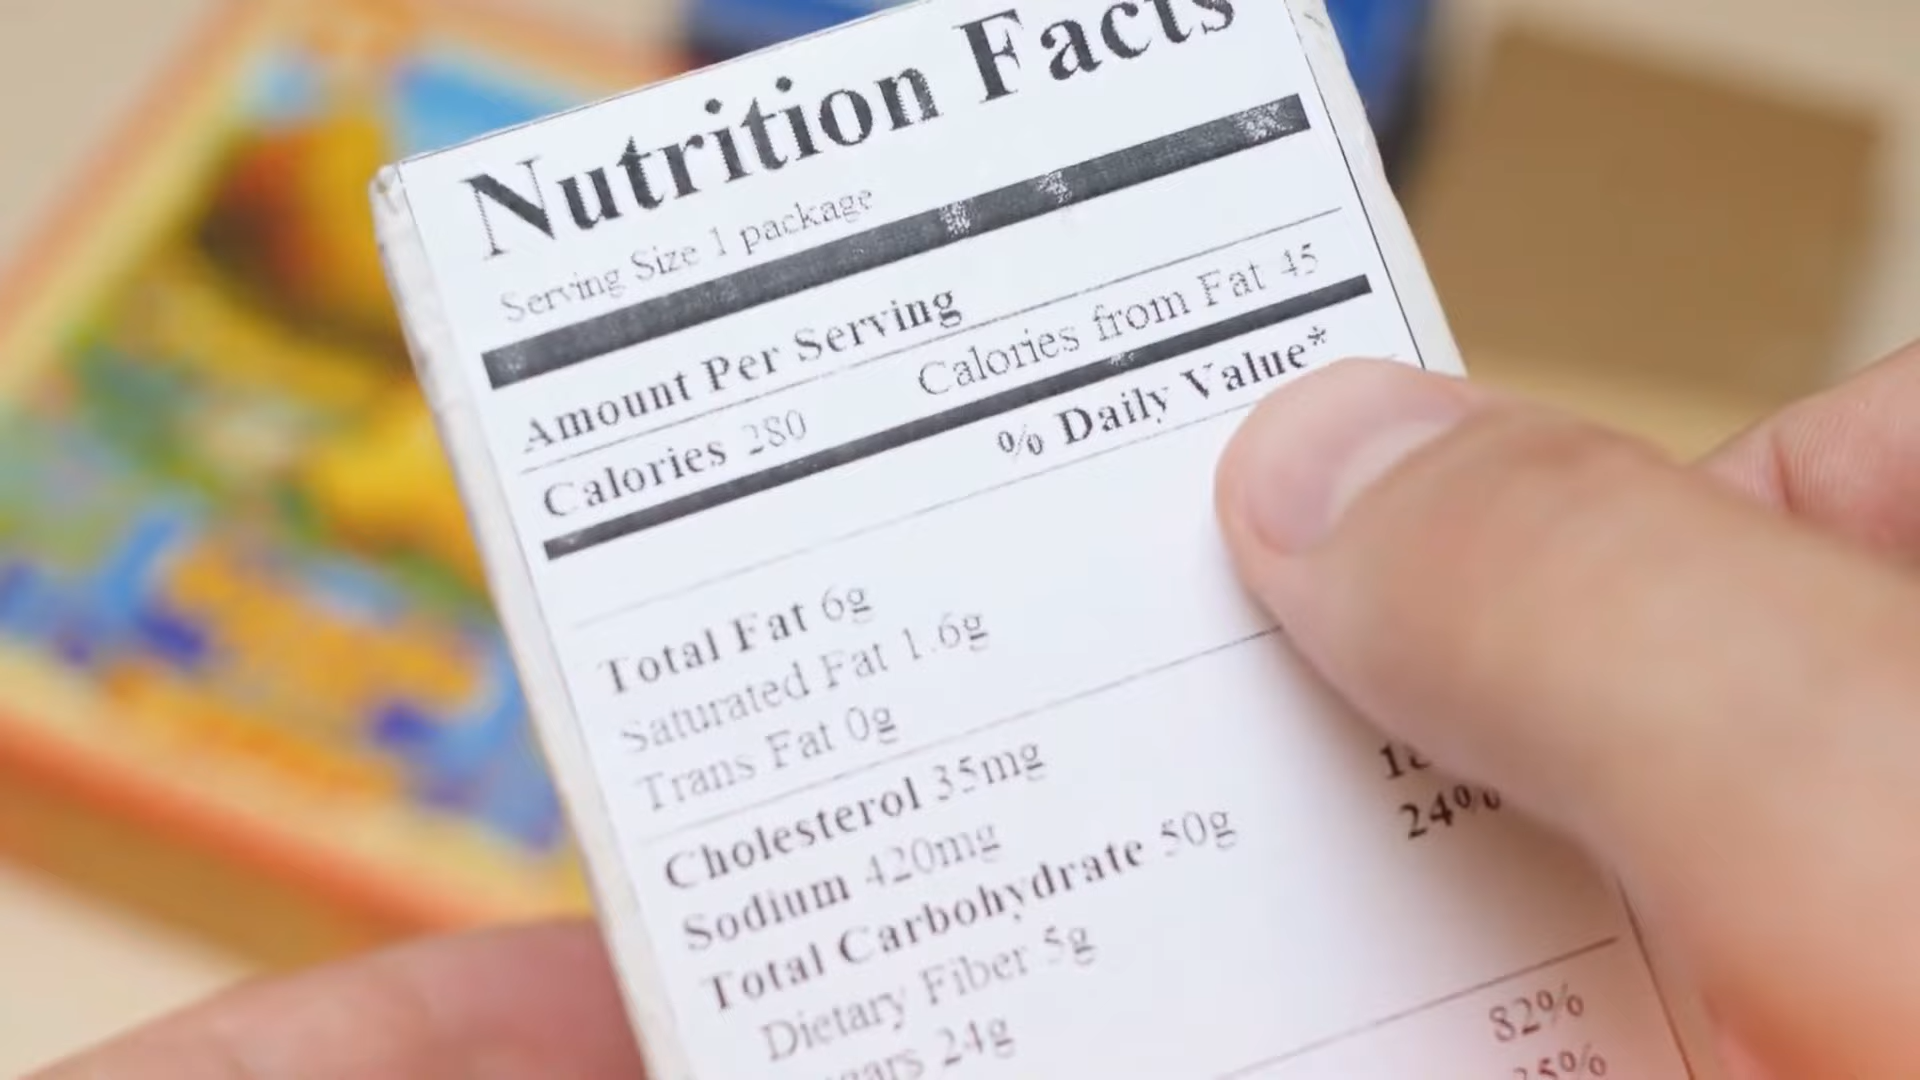 Nutrition Facts
Serving Size 1 package
Amount Per Serving
Calories 280 Calories from Fat 45
% Daily Value*
Total Fat 6g
Saturated Fat 1.6g
Trans Fat 0g
Cholesterol 35mg
Sodium 420mg
Total Carbohydrate 50g 24%
Dietary Fiber 5g
24g
82%